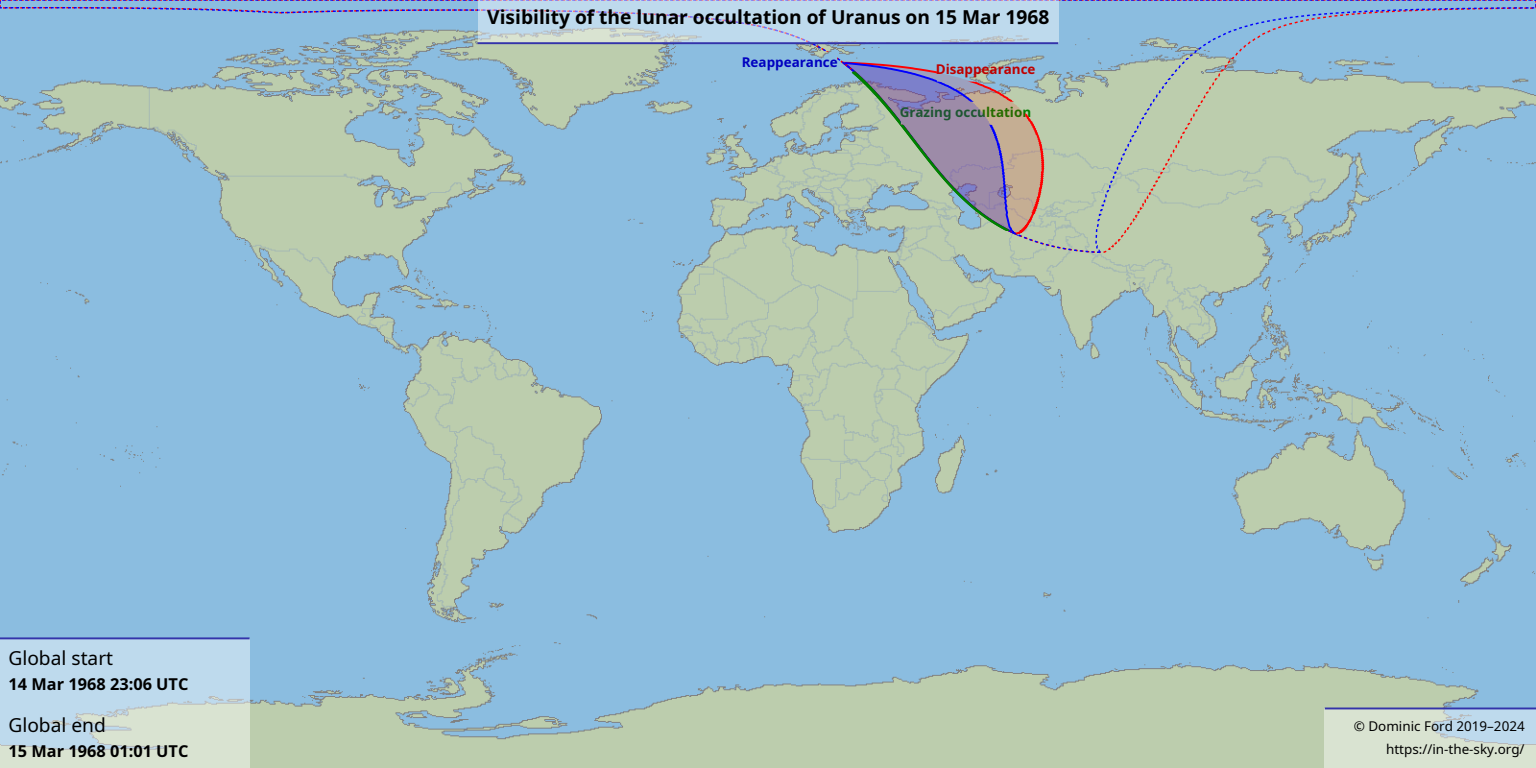 Visibility of the lunar occultation of Uranus on 15 Mar 1968
Reappearance
Disappearance
Grazing occultation
Global start
14 Mar 1968 23:06 UTC
Global end
15 Mar 1968 01:01 UTC
© Dominic Ford 2019–2024
https://in-the-sky.org/